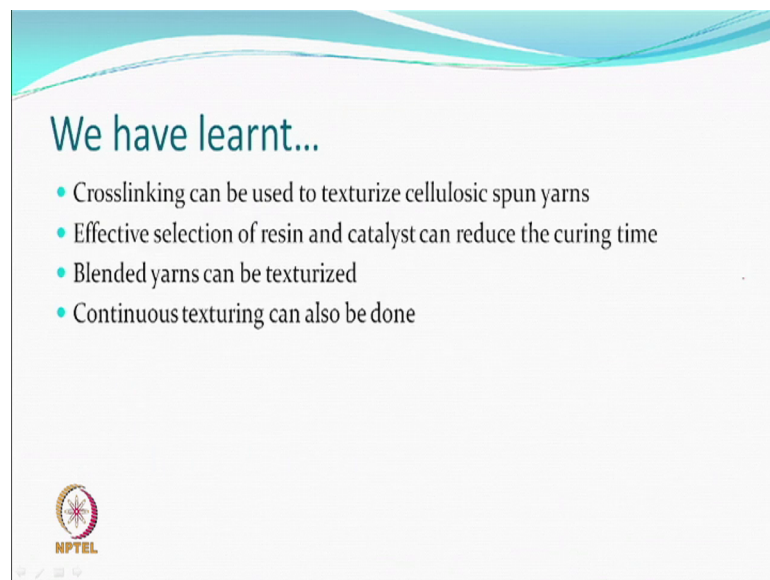 We have learnt...
Crosslinking can be used to texturize cellulosic spun yarns
Effective selection of resin and catalyst can reduce the curing time
Blended yarns can be texturized
Continuous texturing can also be done
NPTEL